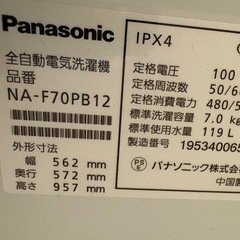 Panasonic
全自動電気洗濯機
品番
NA-F70PB12
外形寸法
幅 562 mm
奥行 572 mm
高さ 957 mm
IPX4
定格電圧 100
定格周波数 50/6
定格消費電力 480/5
標準洗濯容量 7.0 k
標準使用水量 119 L
製造番号 195340065
パナソニック株式会
中国製